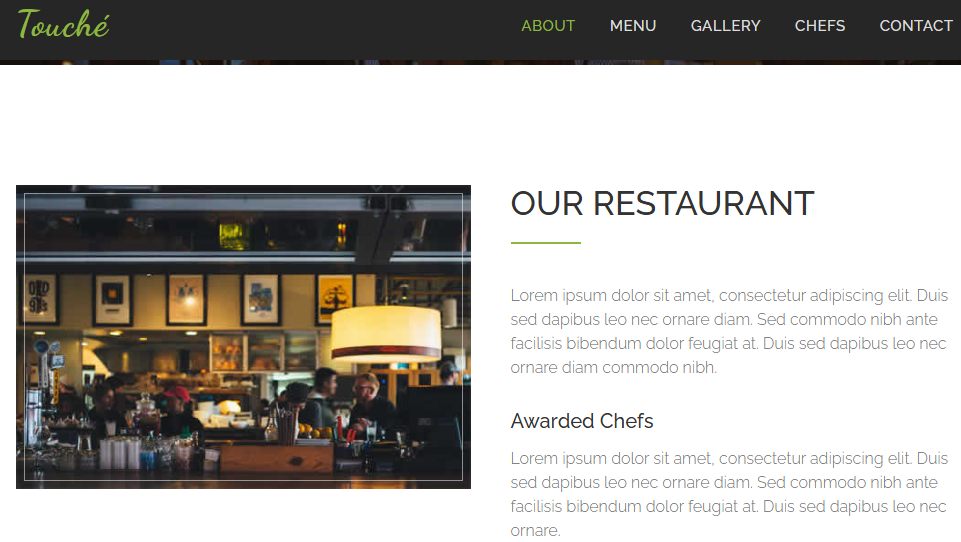 Touché
ABOUT MENU GALLERY CHEFS CONTACT
OUR RESTAURANT
OLD
Lorem ipsum dolor sit amet, consectetur adipiscing elit. Duis
sed dapibus leo nec ornare diam. Sed commodo nibh ante
facilisis bibendum dolor feugiat at. Duis sed dapibus leo nec
ornare diam commodo nibh.
Awarded Chefs
Lorem ipsum dolor sit amet, consectetur adipiscing elit. Duis
sed dapibus leo nec ornare diam. Sed commodo nibh ante
facilisis bibendum dolor feugiat at. Duis sed dapibus leo nec
ornare.